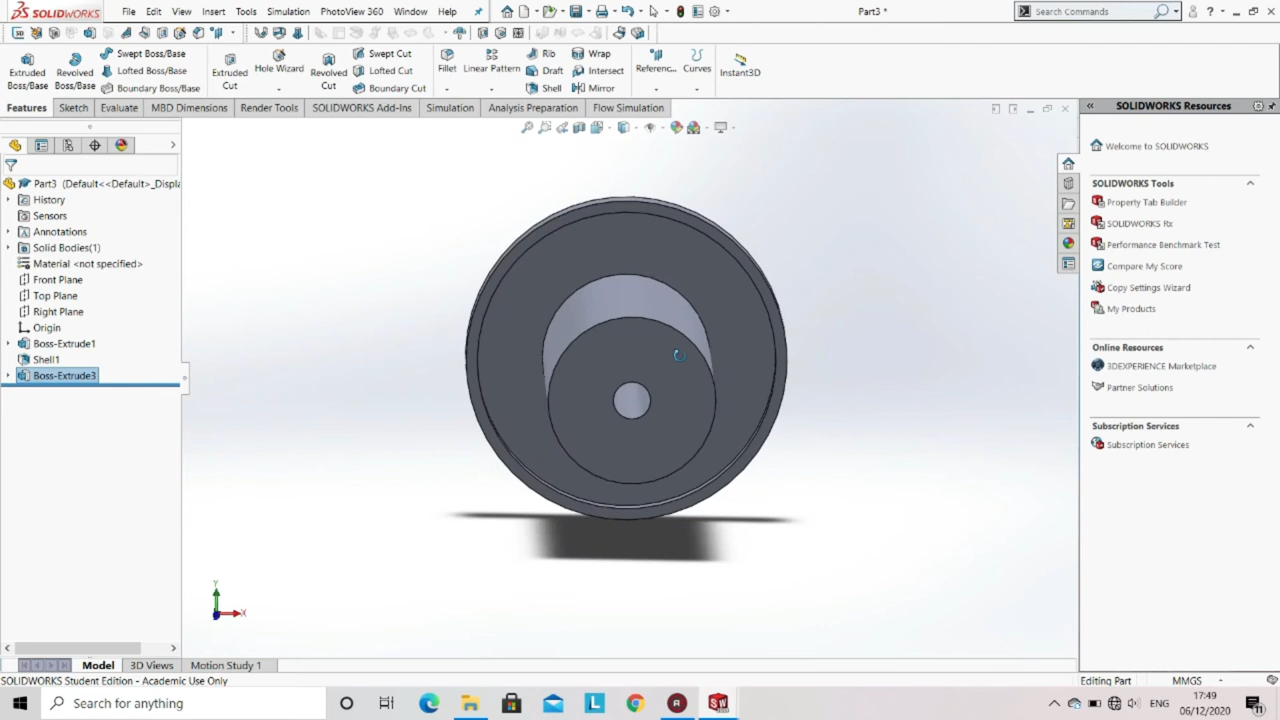 SOLIDWORKS File Edit View Insert Tools Simulation PhotoView 360 Window Help Part3 * Search Commands
Extruded Boss/Base
Revolved Boss/Base
Swept Boss/Base
Lofted Boss/Base
Boundary Boss/Base
Extruded Cut
Hole Wizard
Revolved Cut
Swept Cut
Lofted Cut
Boundary Cut
Fillet
Linear Pattern
Rib
Draft
Shell
Wrap
Intersect
Mirror
Referenc...
Curves
Instant3D
Features Sketch Evaluate MBD Dimensions Render Tools SOLIDWORKS Add-Ins Simulation Analysis Preparation Flow Simulation
Part3 (Default<<Default>_Displa
History
Sensors
Annotations
Solid Bodies(1)
Material <not specified>
Front Plane
Top Plane
Right Plane
Origin
Boss-Extrude1
Shell1
Boss-Extrude3
Y
X
SOLIDWORKS Resources
Welcome to SOLIDWORKS
SOLIDWORKS Tools
Property Tab Builder
SOLIDWORKS Rx
Performance Benchmark Test
Compare My Score
Copy Settings Wizard
My Products
Online Resources
3DEXPERIENCE Marketplace
Partner Solutions
Subscription Services
Subscription Services
Model 3D Views Motion Study 1
SOLIDWORKS Student Edition - Academic Use Only Editing Part MMGS
Search for anything ENG 17:49
06/12/2020